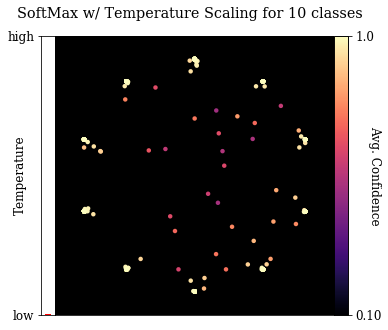 SoftMax w/ Temperature Scaling for 10 classes
high
1.0
Temperature
Avg. Confidence
low
0.10